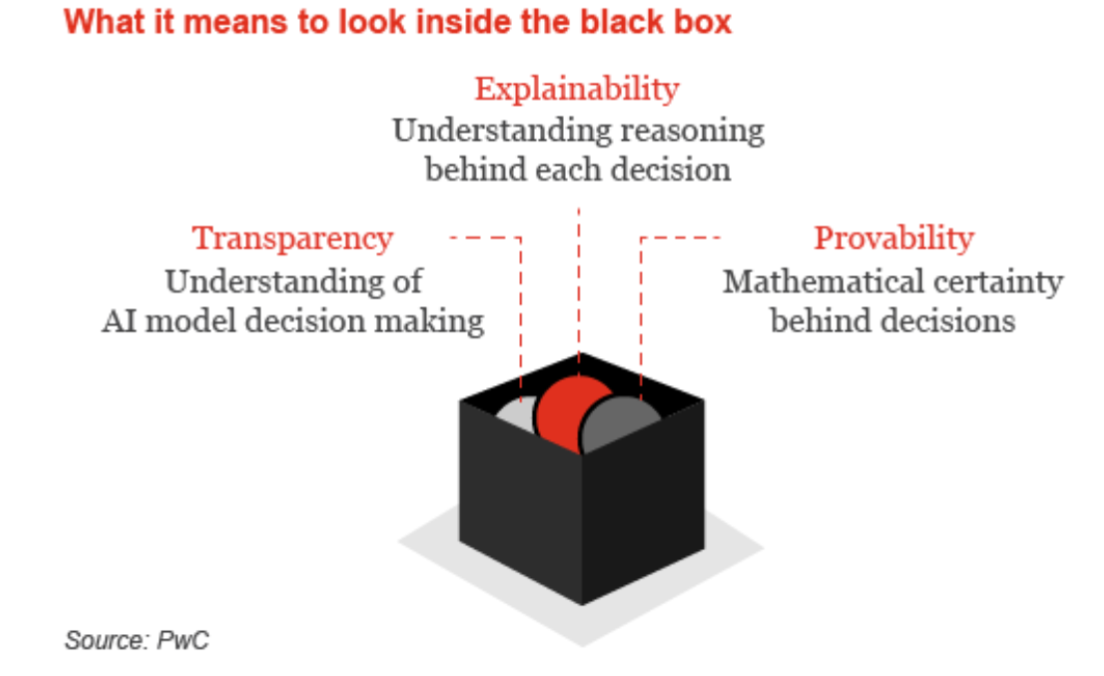 What it means to look inside the black box
Explainability
Understanding reasoning
behind each decision
Transparency
Understanding of
AI model decision making
Provability
Mathematical certainty
behind decisions
Source: PwC